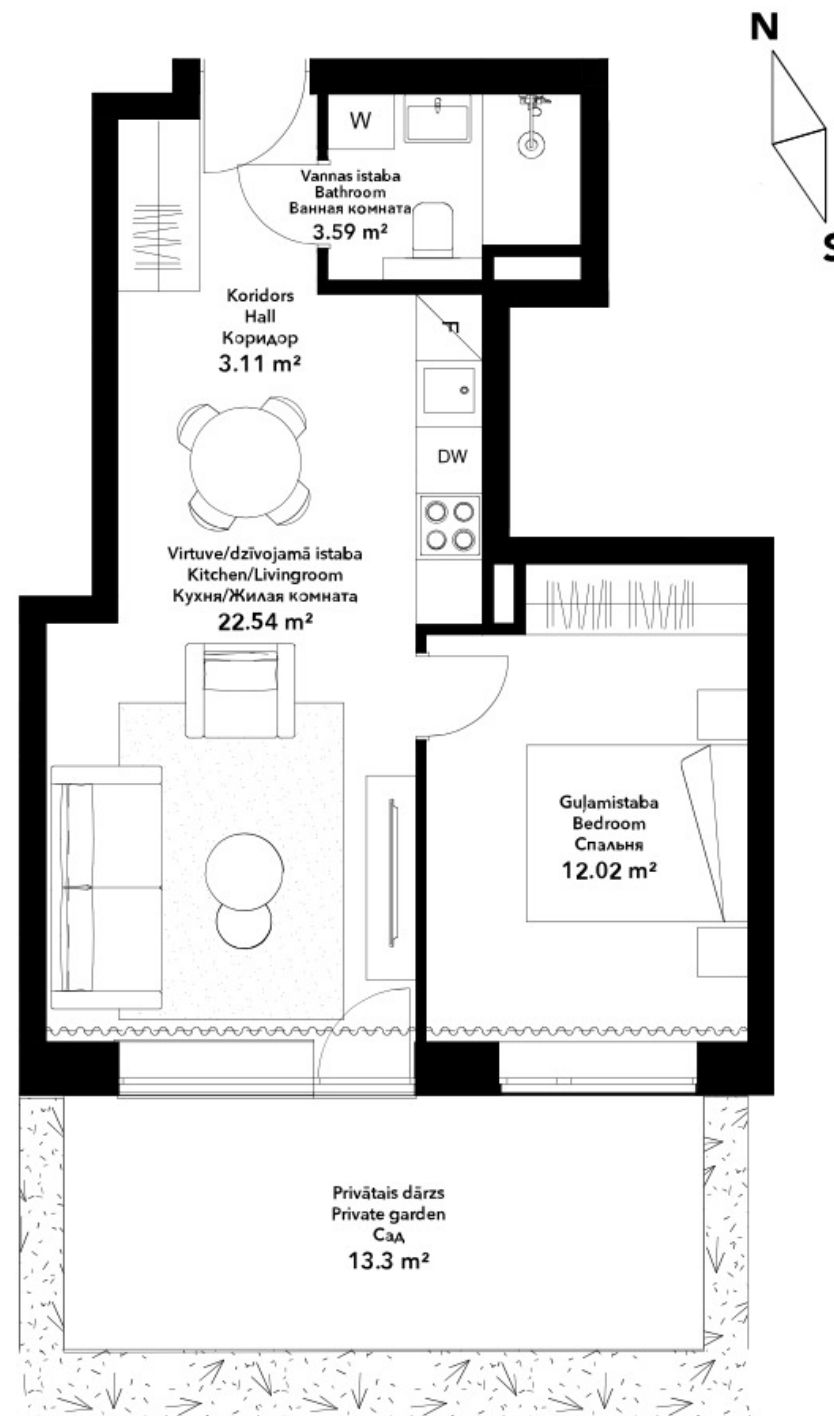 N
S
W
Vannas istaba
Bathroom
Ванная комната
3.59 m²
Koridors
Hall
Коридор
3.11 m²
F
DW
Virtuve/dzīvojamā istaba
Kitchen/Livingroom
Кухня/Жилая комната
22.54 m²
Guļamistaba
Bedroom
Спальня
12.02 m²
Privātais dārzs
Private garden
Сад
13.3 m²